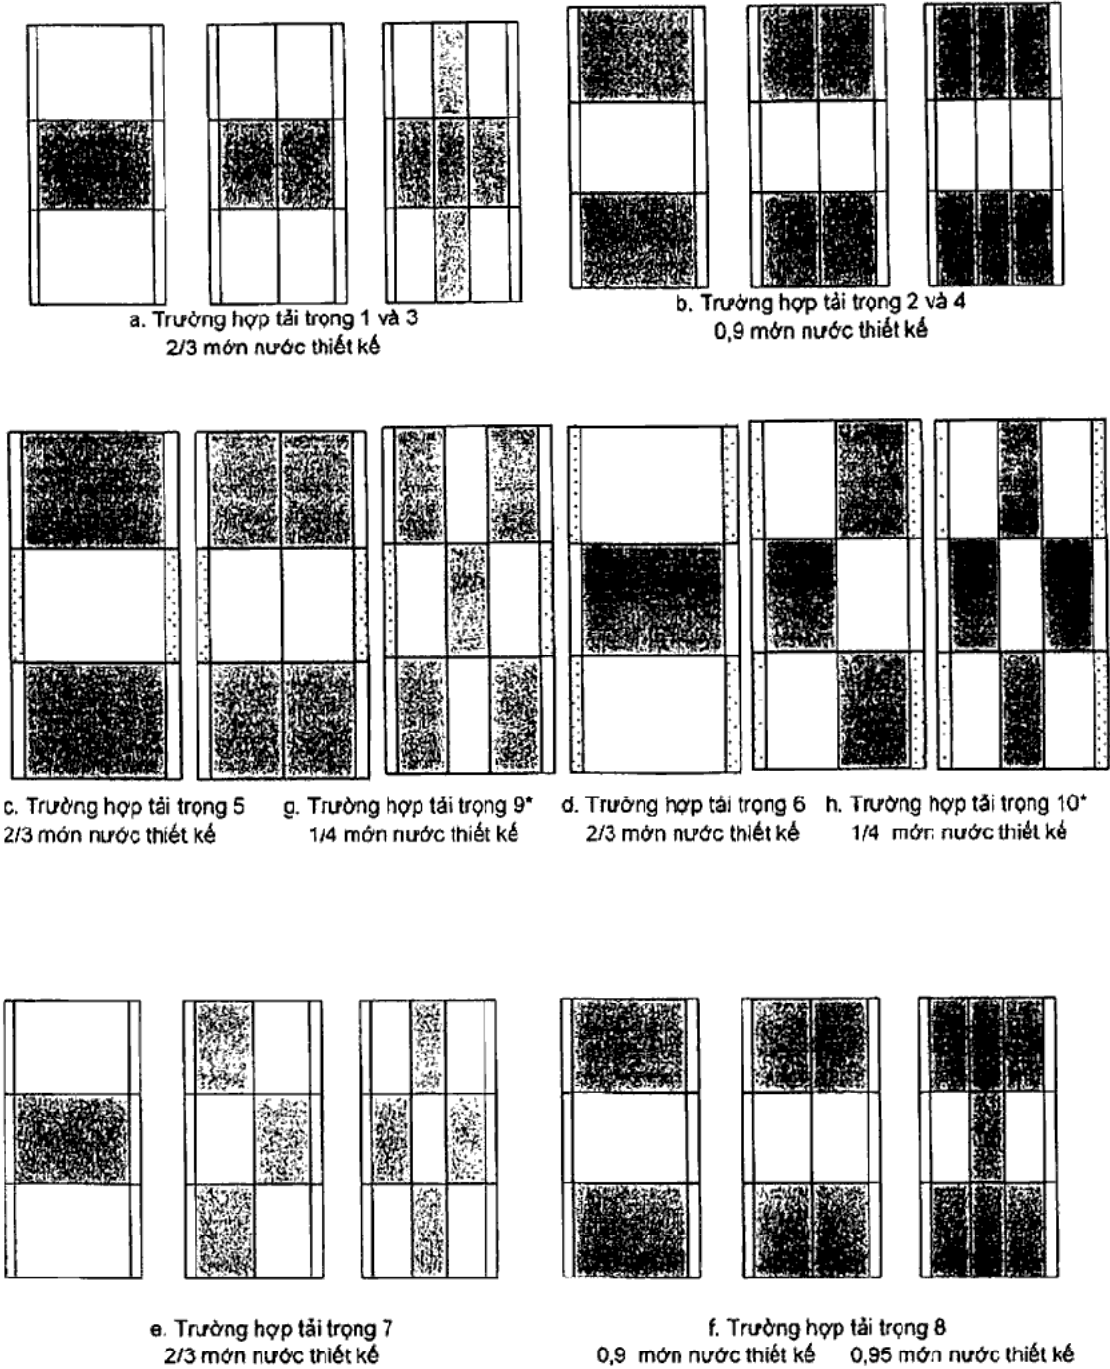 a. Trường hợp tải trọng 1 và 3
2/3 mớn nước thiết kế
b. Trường hợp tải trọng 2 và 4
0,9 mớn nước thiết kế
c. Trường hợp tải trọng 5
2/3 mớn nước thiết kế
g. Trường hợp tải trọng 9*
1/4 mớn nước thiết kế
d. Trường hợp tải trọng 6
2/3 mớn nước thiết kế
h. Trường hợp tải trọng 10*
1/4 mớn nước thiết kế
e. Trường hợp tải trọng 7
2/3 mớn nước thiết kế
f. Trường hợp tải trọng 8
0,9 mớn nước thiết kế 0,95 mớn nước thiết kế